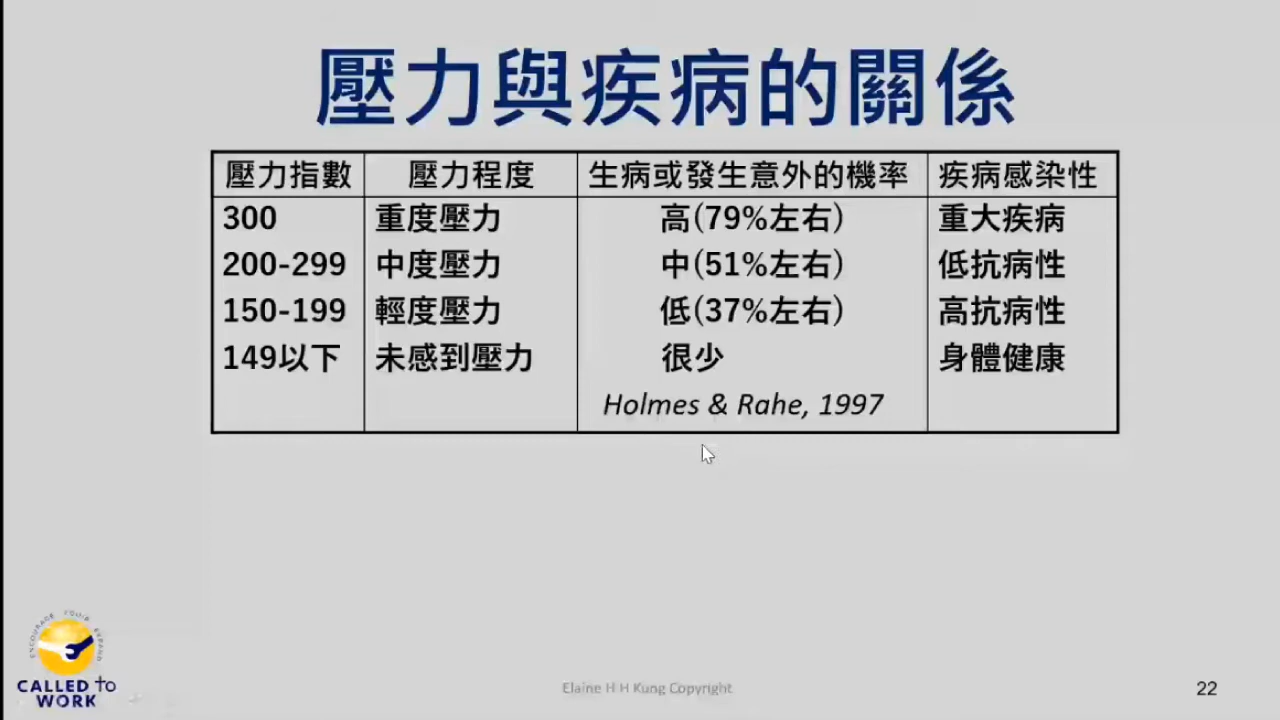 壓力與疾病的關係
壓力指數 壓力程度 生病或發生意外的機率 疾病感染性
300 重度壓力 高(79%左右) 重大疾病
200-299 中度壓力 中(51%左右) 低抗病性
150-199 輕度壓力 低(37%左右) 高抗病性
149以下 未感到壓力 很少 身體健康
Holmes & Rahe, 1997
CALLED to
WORK
Elaine H H Kung Copyright
22